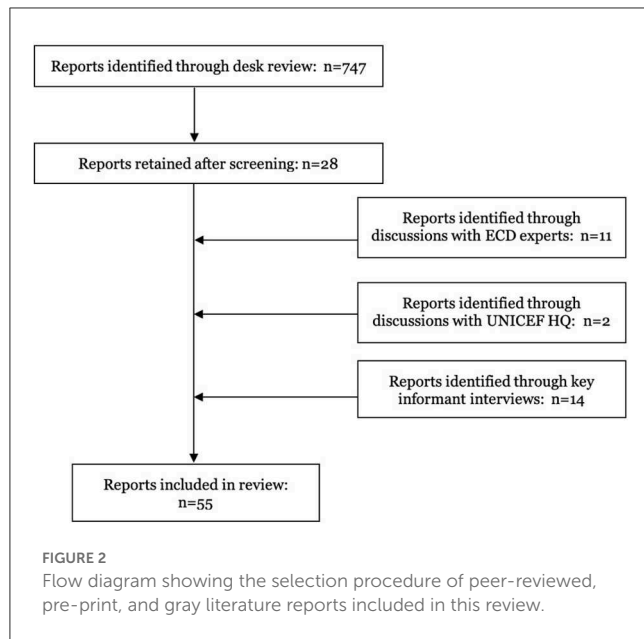 Reports identified through desk review: n=747
Reports retained after screening: n=28
Reports identified through
discussions with ECD experts: n=11
Reports identified through
discussions with UNICEF HQ: n=2
Reports identified through key
informant interviews: n=14
Reports included in review:
n=55
FIGURE 2
Flow diagram showing the selection procedure of peer-reviewed,
pre-print, and gray literature reports included in this review.